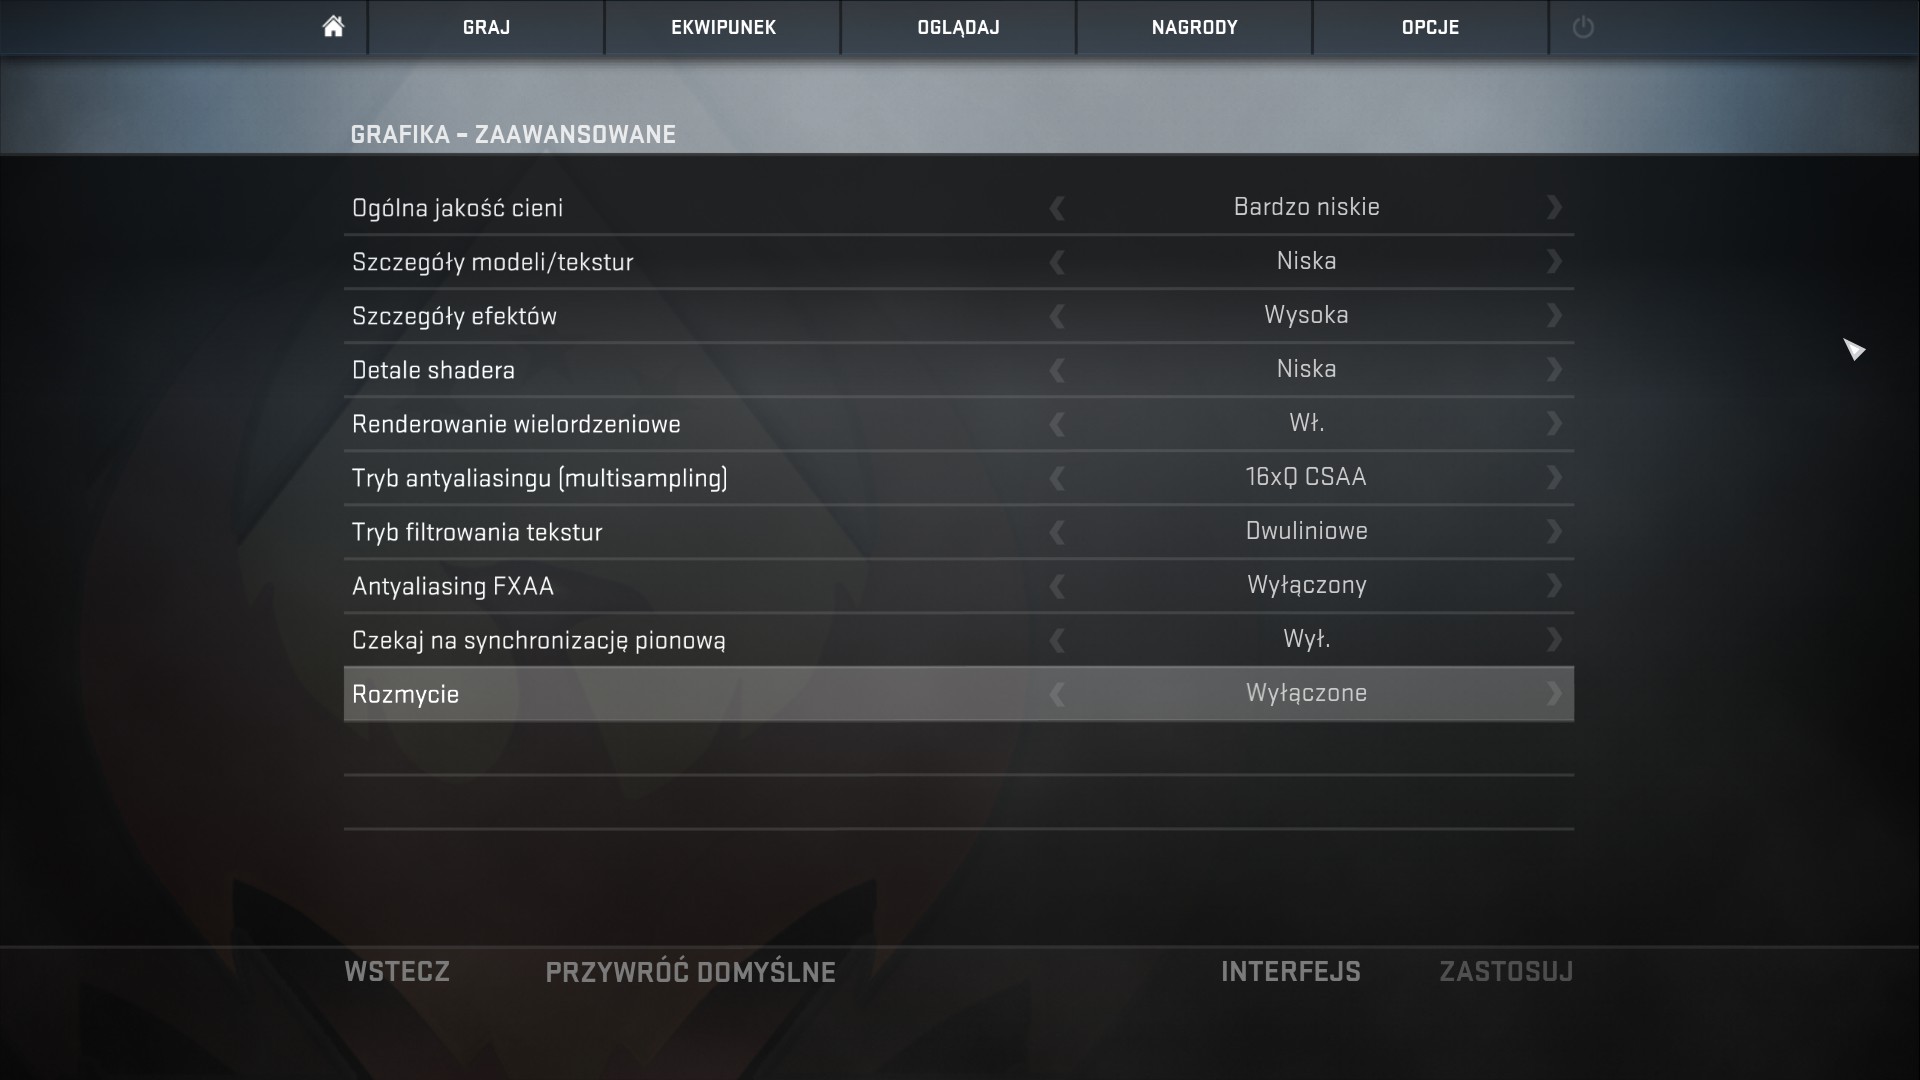 GRAJ EKWIPUNEK OGLĄDAJ NAGRODY OPCJE
GRAFIKA – ZAAWANSOWANE
Ogólna jakość cieni Bardzo niskie
Szczegóły modeli/tekstur Niska
Szczegóły efektów Wysoka
Detale shadera Niska
Renderowanie wielordzeniowe Wł.
Tryb antyaliasingu (multisampling) 16xQ CSAA
Tryb filtrowania tekstur Dwuliniowe
Antyaliasing FXAA Wyłączony
Czekaj na synchronizację pionową Wył.
Rozmycie Wyłączone
WSTECZ PRZYWRÓĆ DOMYŚLNE INTERFEJS ZASTOSUJ